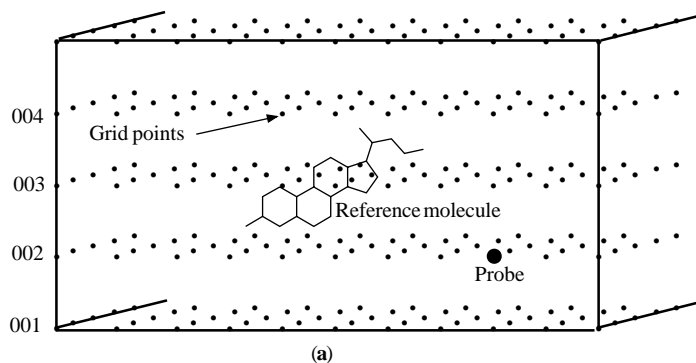 004
Grid points
003
Reference molecule
002
Probe
001
(a)